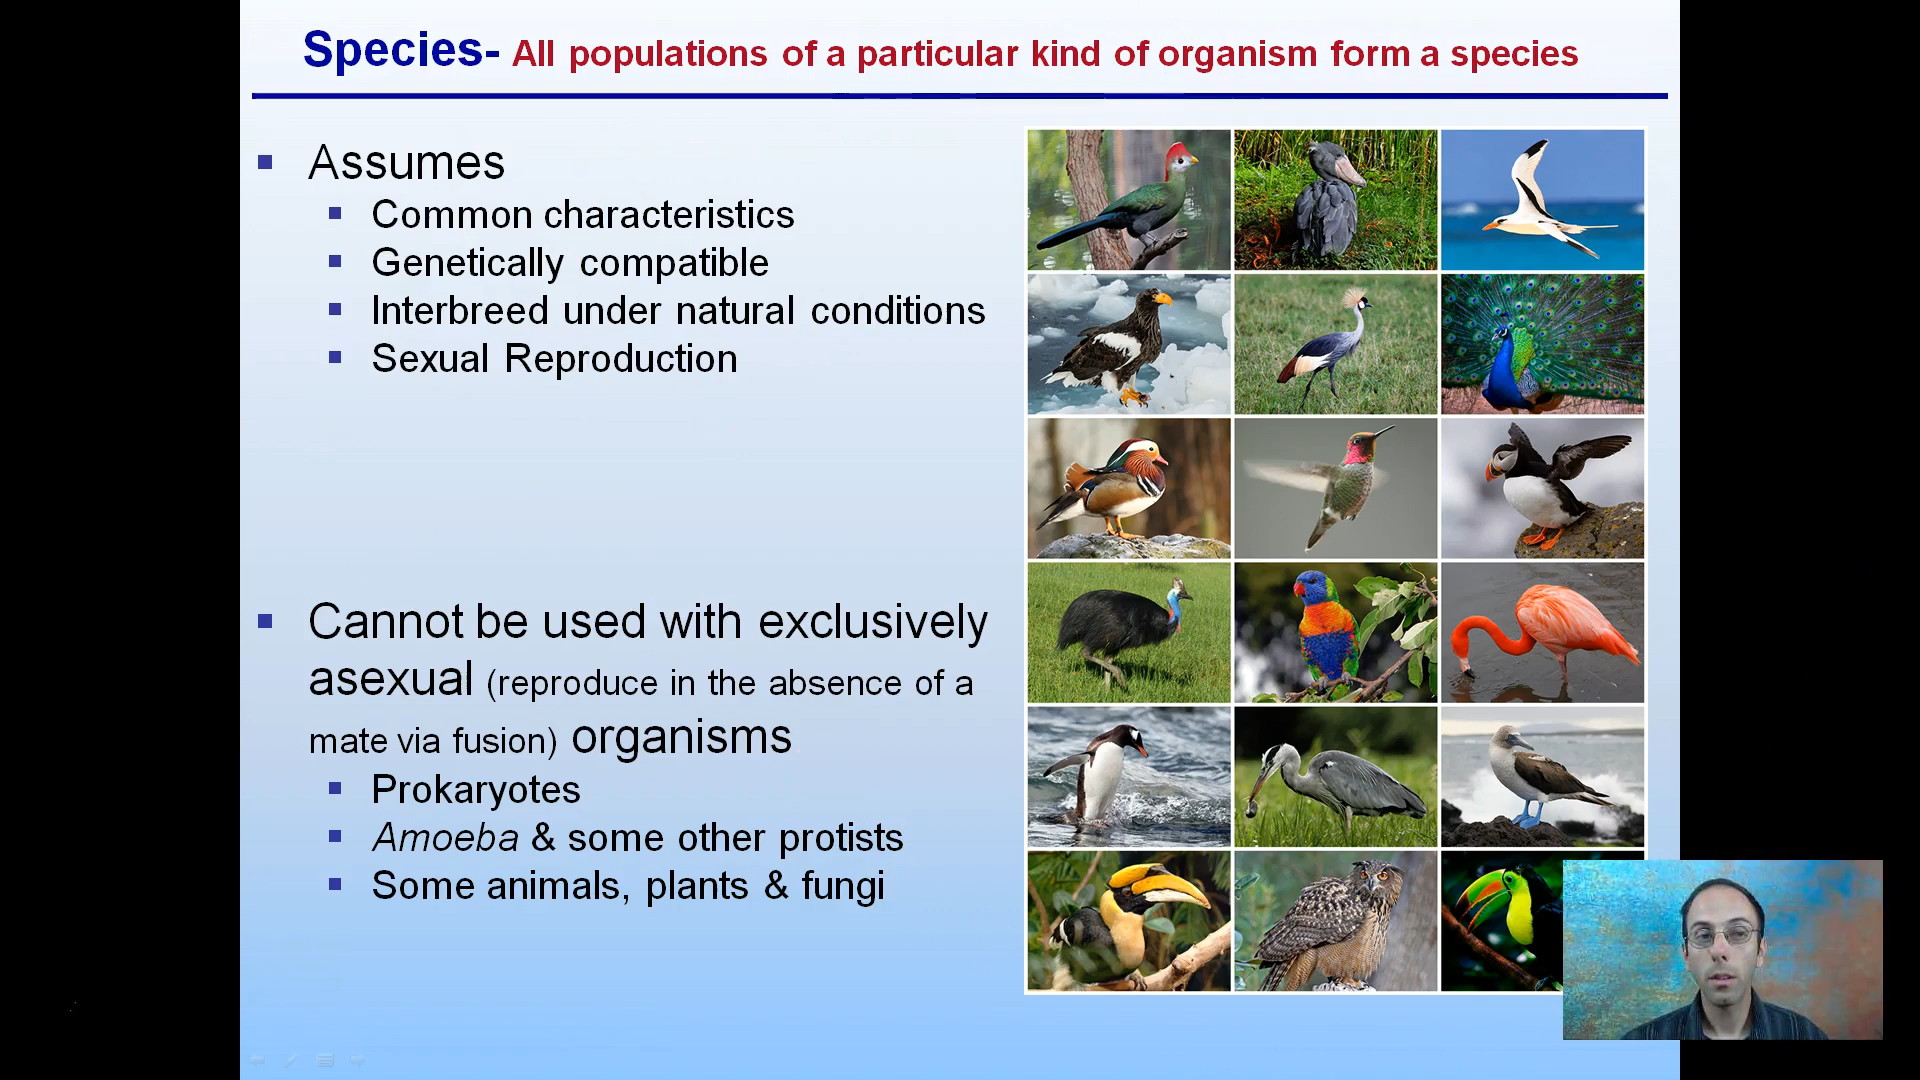 Species- All populations of a particular kind of organism form a species
Assumes
Common characteristics
Genetically compatible
Interbreed under natural conditions
Sexual Reproduction
Cannot be used with exclusively
asexual (reproduce in the absence of a
mate via fusion) organisms
Prokaryotes
Amoeba & some other protists
Some animals, plants & fungi